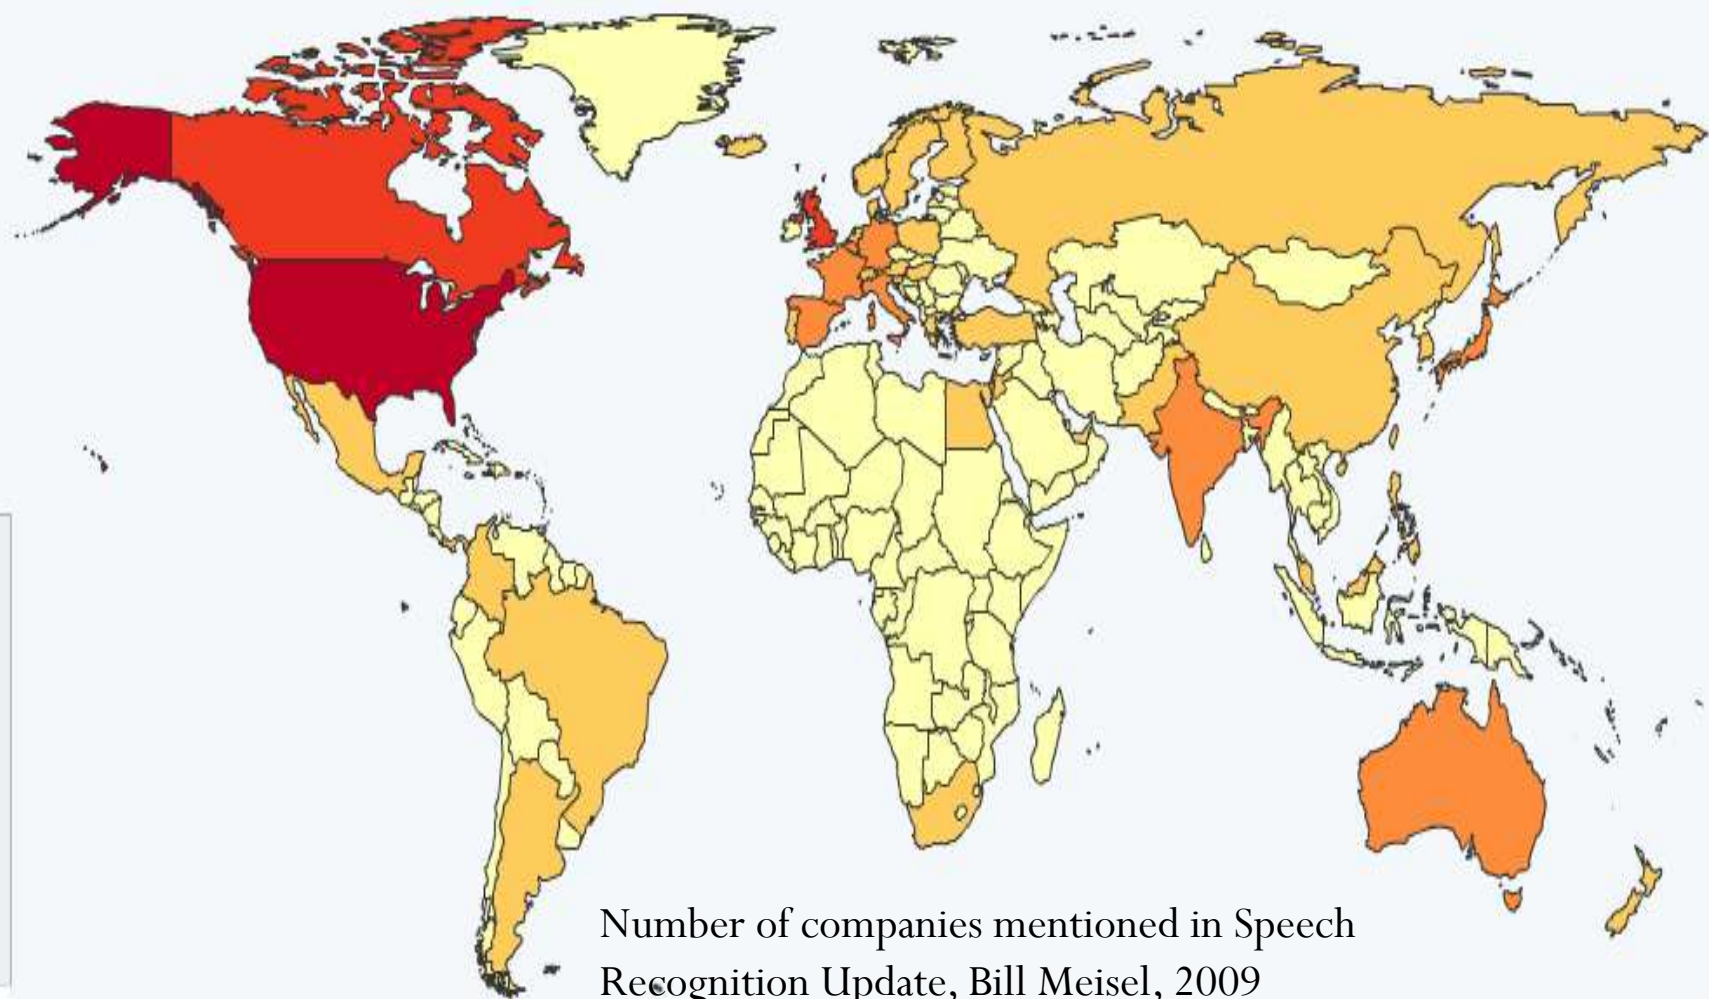 Number of companies mentioned in Speech
Recognition Update, Bill Meisel, 2009